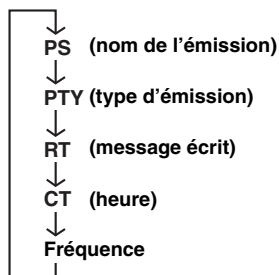 PS (nom de l'émission)
PTY (type d'émission)
RT (message écrit)
CT (heure)
Fréquence